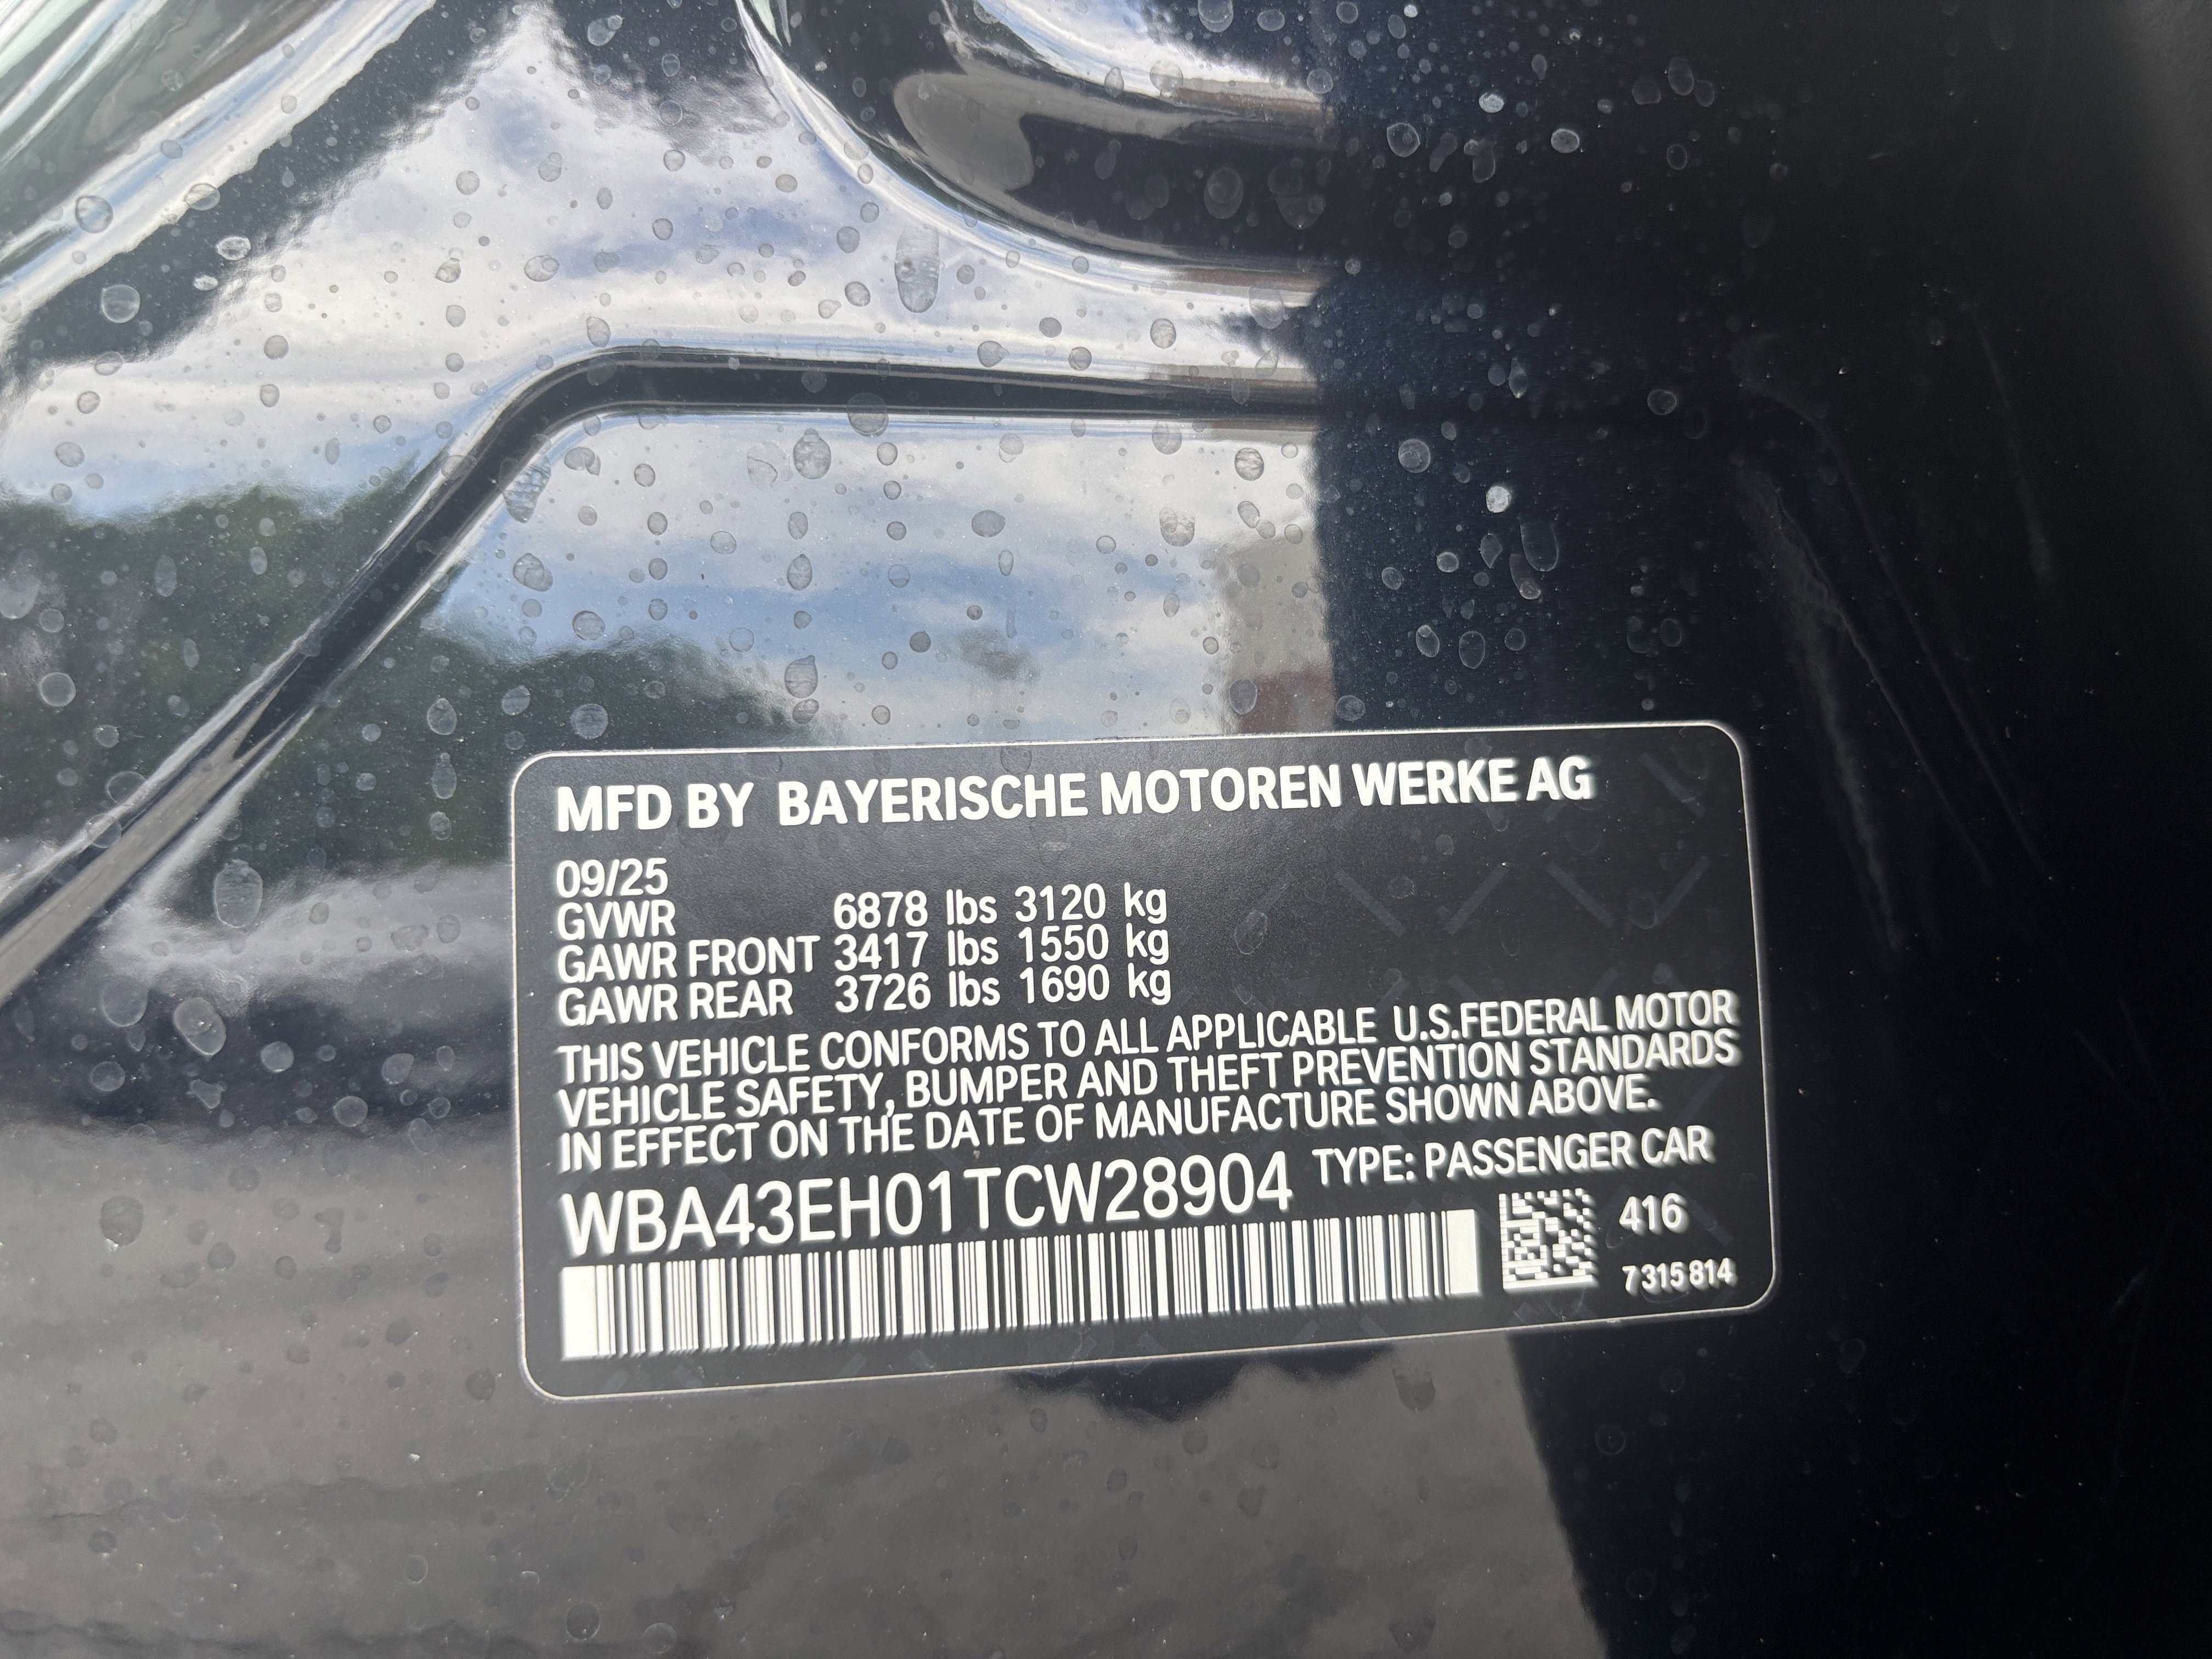 MFD BY BAYERISCHE MOTOREN WERKE AG
09/25
GVWR 6878 lbs 3120 kg
GAWR FRONT 3417 lbs 1550 kg
GAWR REAR 3726 lbs 1690 kg
THIS VEHICLE CONFORMS TO ALL APPLICABLE U.S.FEDERAL MOTOR
VEHICLE SAFETY, BUMPER AND THEFT PREVENTION STANDARDS
IN EFFECT ON THE DATE OF MANUFACTURE SHOWN ABOVE.
WBA43EH01TCW28904 TYPE: PASSENGER CAR
416
7 315 814